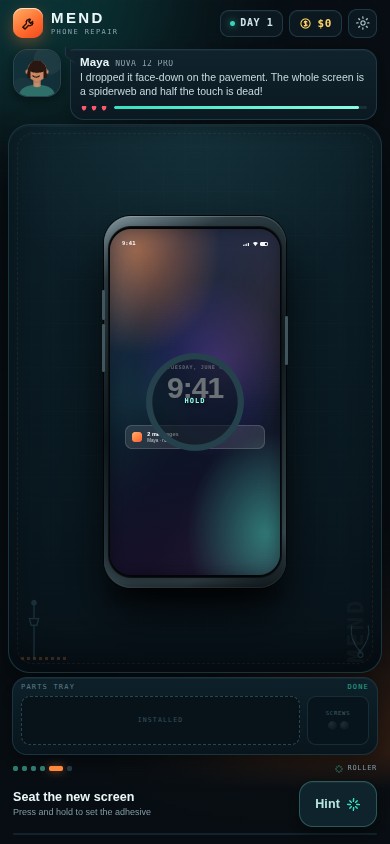 MEND
PHONE REPAIR
DAY 1
$0
Maya NOVA 12 PRO
I dropped it face-down on the pavement. The whole screen is
a spiderweb and half the touch is dead!
9:41
9:41
HOLD
MEND
PARTS TRAY
DONE
INSTALLED
SCREWS
ROLLER
Seat the new screen
Press and hold to set the adhesive
Hint